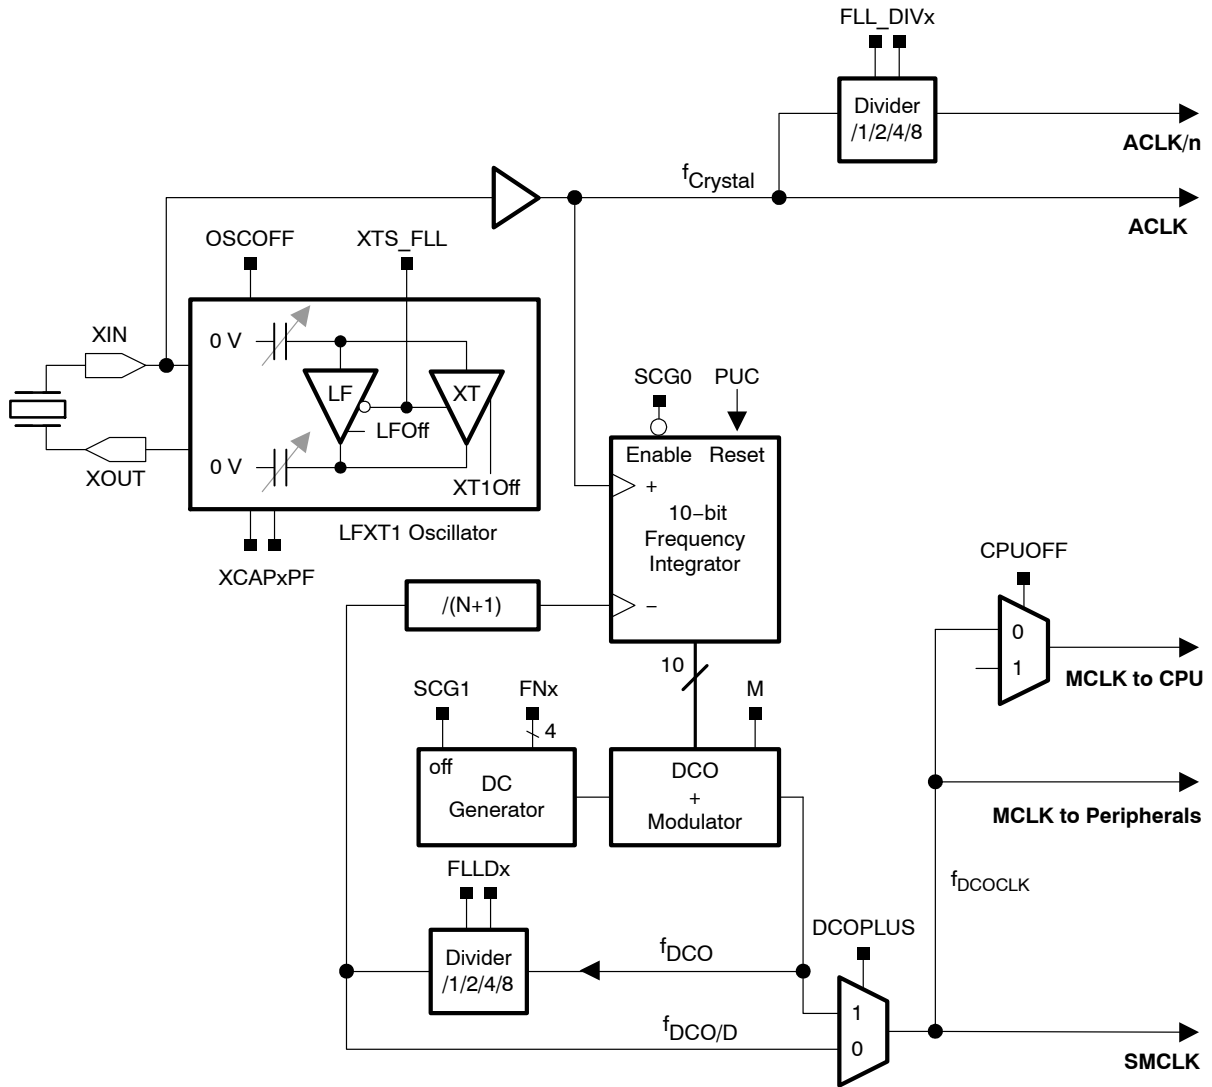 FLL_DIVx
Divider
/1/2/4/8
ACLK/n
fCrystal
ACLK
OSCOFF
XTS_FLL
XIN
0 V
LF
XT
LFOff
0 V
XOUT
XT1Off
LFXT1 Oscillator
XCAPxPF
SCG0
PUC
Enable
Reset
+
10−bit
Frequency
Integrator
/(N+1)
−
CPUOFF
0
1
MCLK to CPU
10
SCG1
FNx
M
4
off
DC
Generator
DCO
+
Modulator
MCLK to Peripherals
FLLDx
fDCOCLK
DCOPLUS
Divider
/1/2/4/8
fDCO
1
fDCO/D
0
SMCLK